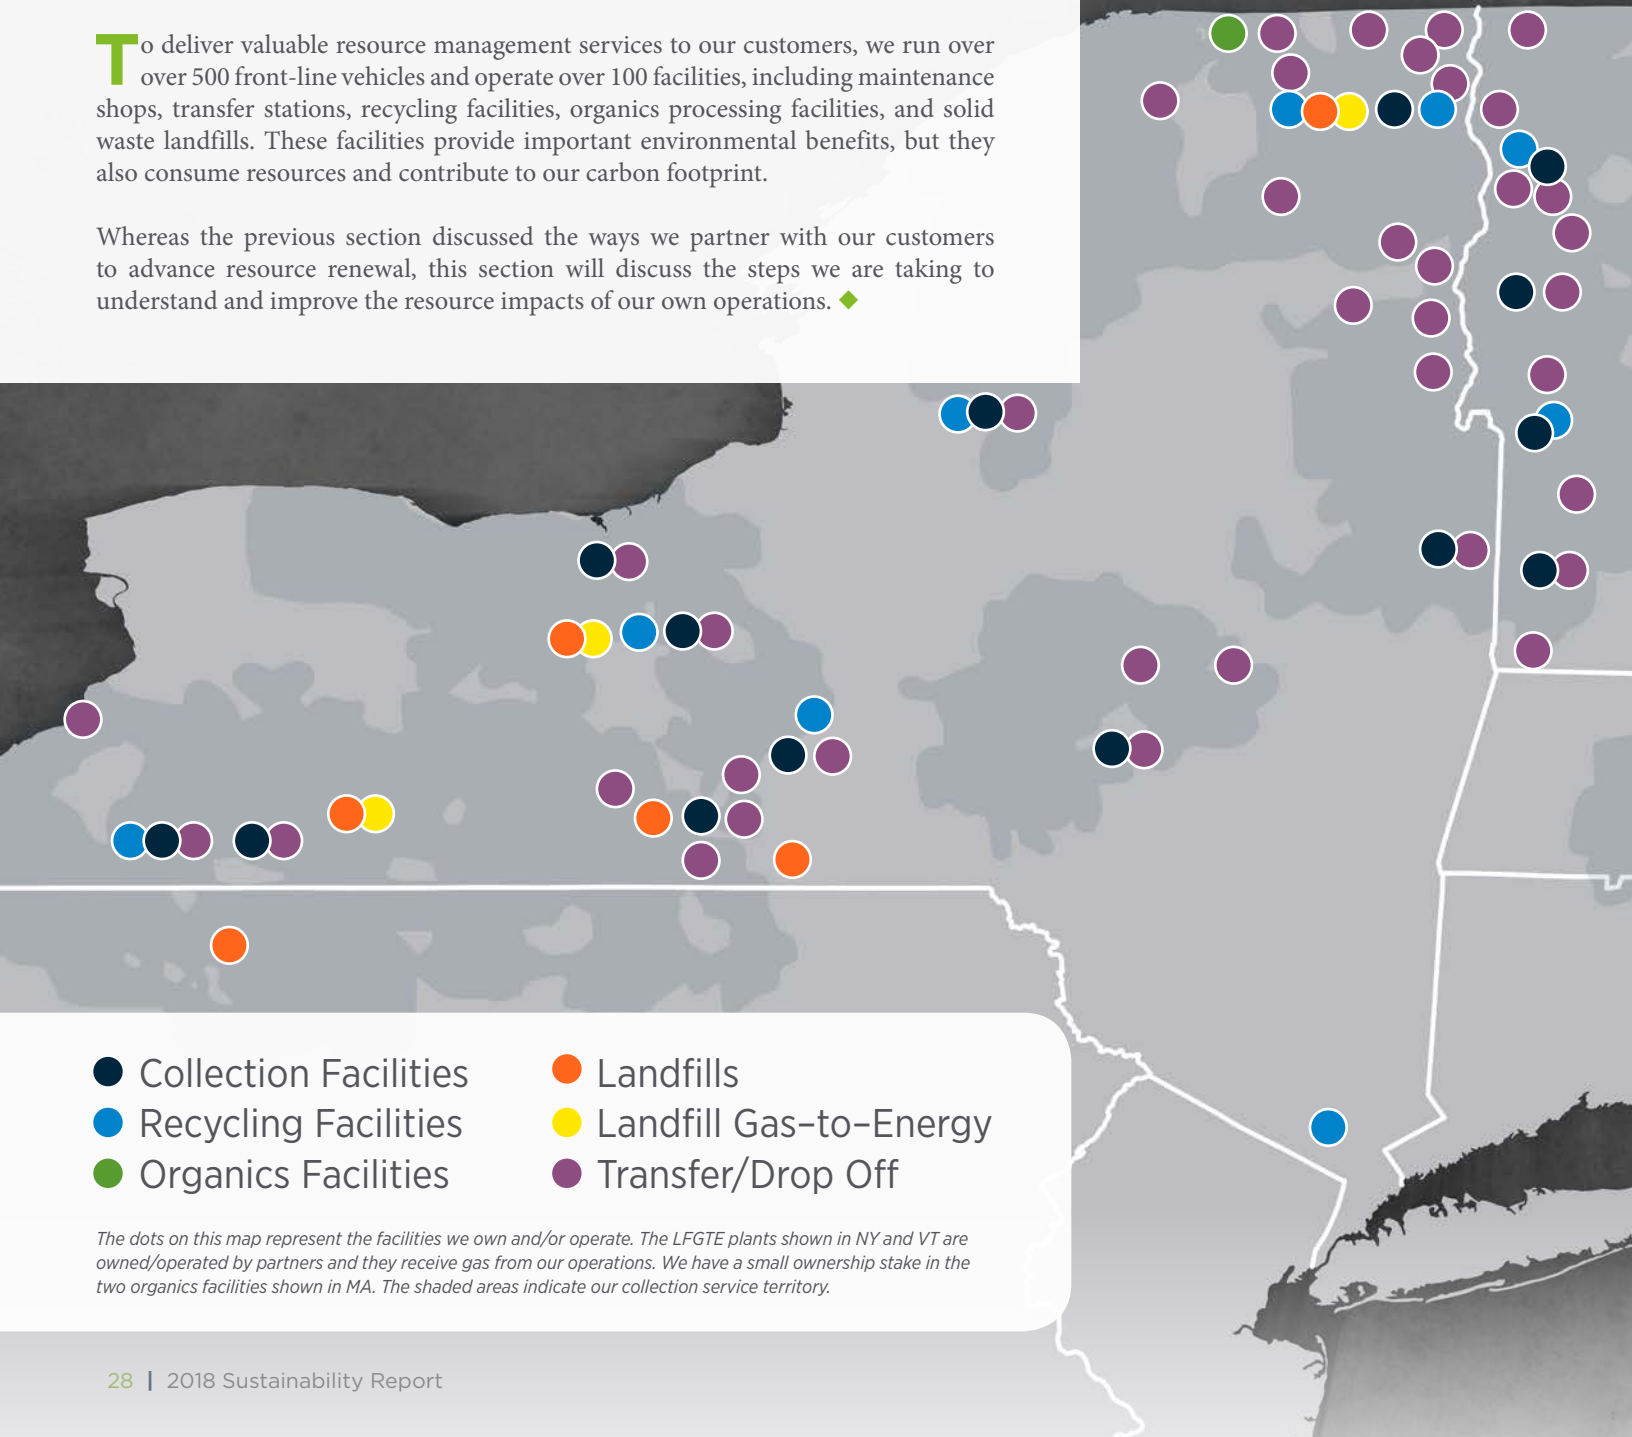 To deliver valuable resource management services to our customers, we run over
over 500 front-line vehicles and operate over 100 facilities, including maintenance
shops, transfer stations, recycling facilities, organics processing facilities, and solid
waste landfills. These facilities provide important environmental benefits, but they
also consume resources and contribute to our carbon footprint.
Whereas the previous section discussed the ways we partner with our customers
to advance resource renewal, this section will discuss the steps we are taking to
understand and improve the resource impacts of our own operations. ◆
Collection Facilities
Recycling Facilities
Organics Facilities
Landfills
Landfill Gas–to–Energy
Transfer/Drop Off
The dots on this map represent the facilities we own and/or operate. The LFGTE plants shown in NY and VT are
owned/operated by partners and they receive gas from our operations. We have a small ownership stake in the
two organics facilities shown in MA. The shaded areas indicate our collection service territory.
28 | 2018 Sustainability Report